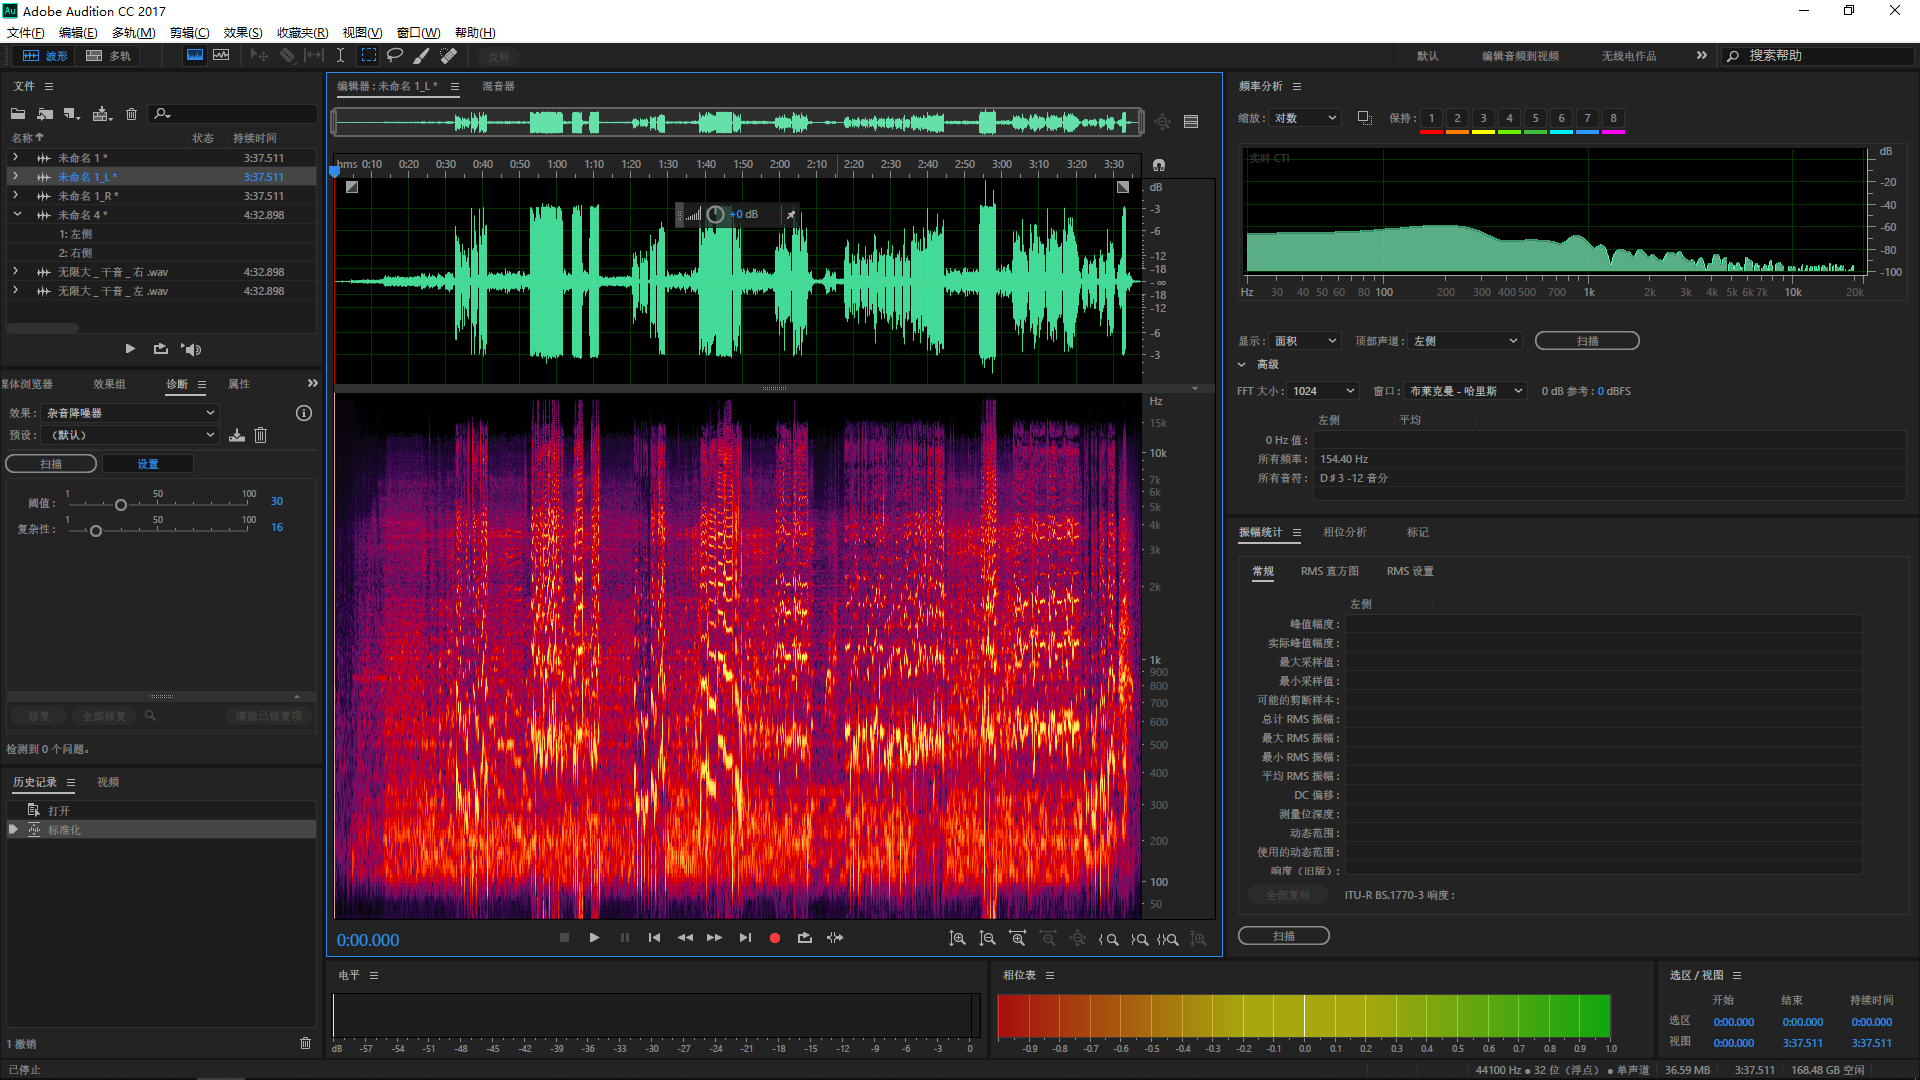 Adobe Audition CC 2017
文件(F) 编辑(E) 多轨(M) 剪辑(C) 效果(S) 收藏夹(R) 视图(V) 窗口(W) 帮助(H)
波形 多轨 反转 默认 编辑音频到视频 无线电作品 搜索帮助
文件
名称 状态 持续时间
未命名 1 * 3:37.511
未命名 1_L * 3:37.511
未命名 1_R * 3:37.511
未命名 4 * 4:32.898
1: 左侧
2: 右侧
无限大 _ 干音 _ 右 .wav 4:32.898
无限大 _ 干音 _ 左 .wav 4:32.898
媒体浏览器 效果组 诊断 属性
效果: 杂音降噪器
预设: （默认）
扫描 设置
1 50 100
阈值: 30
1 50 100
复杂性: 16
修复 全部修复 清除已修复项
检测到 0 个问题。
历史记录 视频
打开
标准化
1 撤销
已停止
编辑器: 未命名 1_L * 混音器
hms 0:10 0:20 0:30 0:40 0:50 1:00 1:10 1:20 1:30 1:40 1:50 2:00 2:10 2:20 2:30 2:40 2:50 3:00 3:10 3:20 3:30
+0 dB
dB
-3
-6
-12
-18
-∞
-18
-12
-6
-3
Hz
15k
10k
7k
6k
5k
4k
3k
2k
1k
900
800
700
600
500
400
300
200
100
50
0:00.000
电平
dB -57 -54 -51 -48 -45 -42 -39 -36 -33 -30 -27 -24 -21 -18 -15 -12 -9 -6 -3 0
相位表
-0.9 -0.8 -0.7 -0.6 -0.5 -0.4 -0.3 -0.2 -0.1 0.0 0.1 0.2 0.3 0.4 0.5 0.6 0.7 0.8 0.9 1.0
频率分析
缩放: 对数 保持: 1 2 3 4 5 6 7 8
实时 CTI
dB
-20
-40
-60
-80
-100
Hz 30 40 50 60 80 100 200 300 400 500 700 1k 2k 3k 4k 5k 6k 7k 10k 20k
显示: 面积 顶部声道: 左侧 扫描
高级
FFT 大小: 1024 窗口: 布莱克曼 - 哈里斯 0 dB 参考: 0 dBFS
左侧 平均
0 Hz 值:
所有频率: 154.40 Hz
所有音符: D♯3 -12 音分
振幅统计 相位分析 标记
常规 RMS 直方图 RMS 设置
左侧
峰值幅度:
实际峰值幅度:
最大采样值:
最小采样值:
可能的剪断样本:
总计 RMS 振幅:
最大 RMS 振幅:
最小 RMS 振幅:
平均 RMS 振幅:
DC 偏移:
测量位深度:
动态范围:
使用的动态范围:
响度（旧版）:
全部复制 ITU-R BS.1770-3 响度:
扫描
选区 / 视图
开始 结束 持续时间
选区 0:00.000 0:00.000 0:00.000
视图 0:00.000 3:37.511 3:37.511
44100 Hz ● 32 位（浮点） ● 单声道 36.59 MB 3:37.511 168.48 GB 空闲